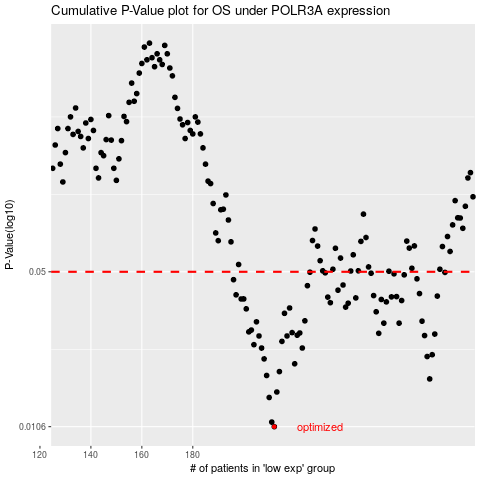 Cumulative P-Value plot for OS under POLR3A expression
P-Value(log10)
0.05
0.0106
optimized
120 140 160 180
# of patients in 'low exp' group